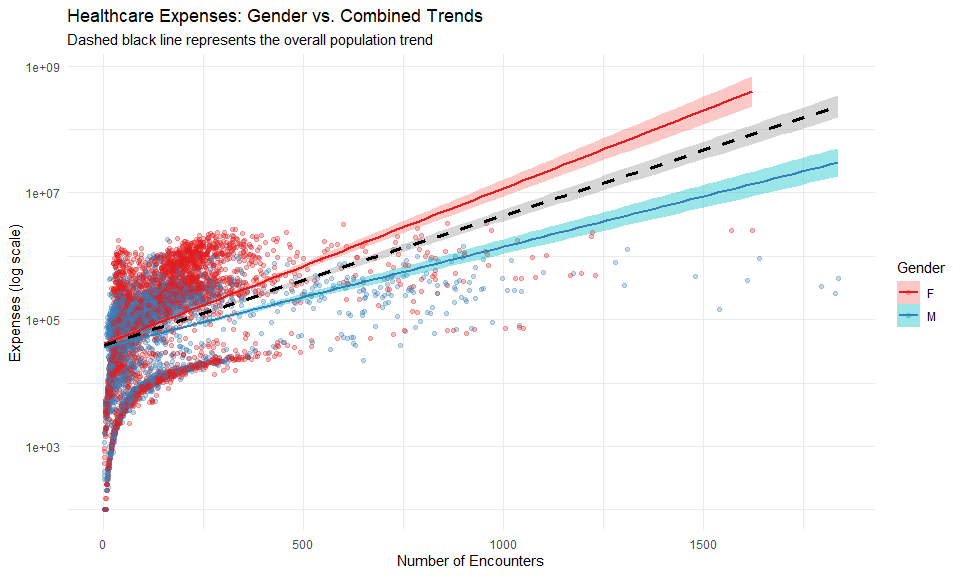 Healthcare Expenses: Gender vs. Combined Trends
Dashed black line represents the overall population trend
Expenses (log scale)
1e+09
1e+07
1e+05
1e+03
0
500
1000
1500
Number of Encounters
Gender
F
M